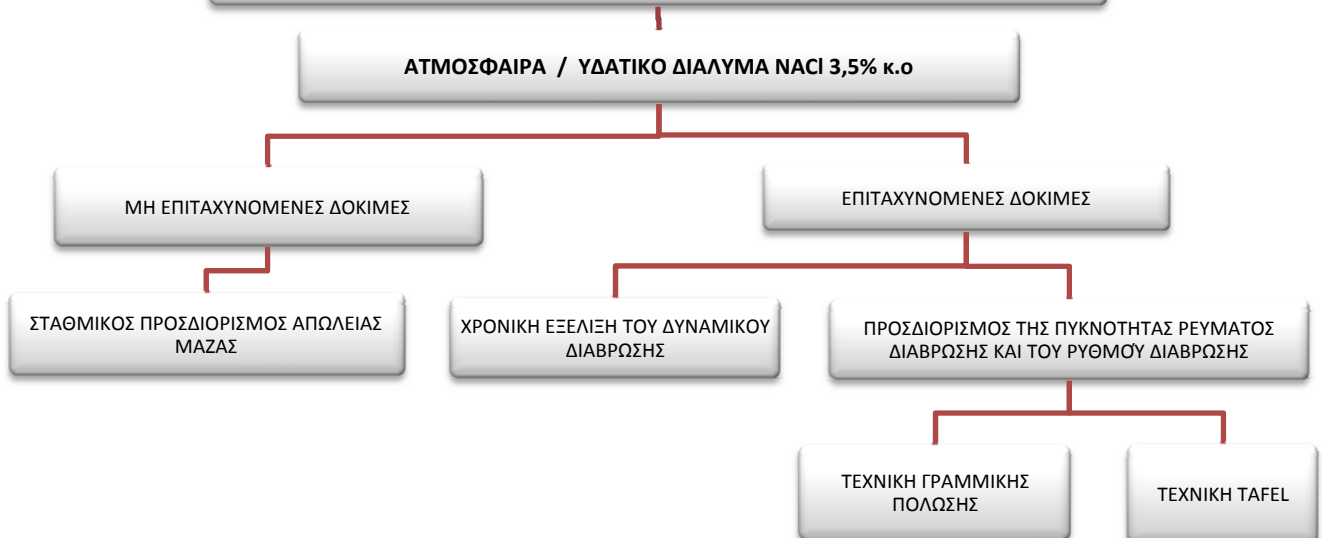 ΑΤΜΟΣΦΑΙΡΑ / ΥΔΑΤΙΚΟ ΔΙΑΛΥΜΑ NACl 3,5% κ.ο
ΜΗ ΕΠΙΤΑΧΥΝΟΜΕΝΕΣ ΔΟΚΙΜΕΣ
ΕΠΙΤΑΧΥΝΟΜΕΝΕΣ ΔΟΚΙΜΕΣ
ΣΤΑΘΜΙΚΟΣ ΠΡΟΣΔΙΟΡΙΣΜΟΣ ΑΠΩΛΕΙΑΣ
ΜΑΖΑΣ
ΧΡΟΝΙΚΗ ΕΞΕΛΙΞΗ ΤΟΥ ΔΥΝΑΜΙΚΟΥ
ΔΙΑΒΡΩΣΗΣ
ΠΡΟΣΔΙΟΡΙΣΜΟΣ ΤΗΣ ΠΥΚΝΟΤΗΤΑΣ ΡΕΥΜΑΤΟΣ
ΔΙΑΒΡΩΣΗΣ ΚΑΙ ΤΟΥ ΡΥΘΜΟΎ ΔΙΑΒΡΩΣΗΣ
ΤΕΧΝΙΚΗ ΓΡΑΜΜΙΚΗΣ
ΠΟΛΩΣΗΣ
ΤΕΧΝΙΚΗ TAFEL